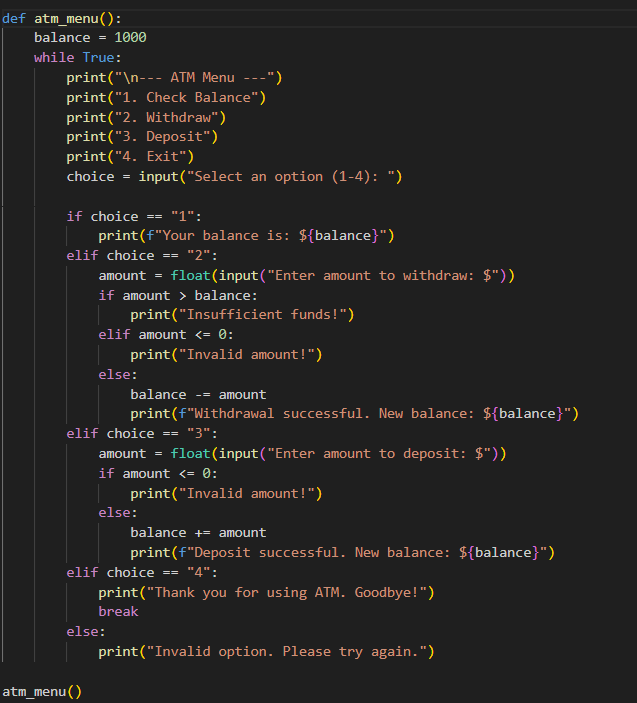 def atm_menu():
    balance = 1000
    while True:
        print("\n--- ATM Menu ---")
        print("1. Check Balance")
        print("2. Withdraw")
        print("3. Deposit")
        print("4. Exit")
        choice = input("Select an option (1-4): ")

        if choice == "1":
            print(f"Your balance is: ${balance}")
        elif choice == "2":
            amount = float(input("Enter amount to withdraw: $"))
            if amount > balance:
                print("Insufficient funds!")
            elif amount <= 0:
                print("Invalid amount!")
            else:
                balance -= amount
                print(f"Withdrawal successful. New balance: ${balance}")
        elif choice == "3":
            amount = float(input("Enter amount to deposit: $"))
            if amount <= 0:
                print("Invalid amount!")
            else:
                balance += amount
                print(f"Deposit successful. New balance: ${balance}")
        elif choice == "4":
            print("Thank you for using ATM. Goodbye!")
            break
        else:
            print("Invalid option. Please try again.")

atm_menu()